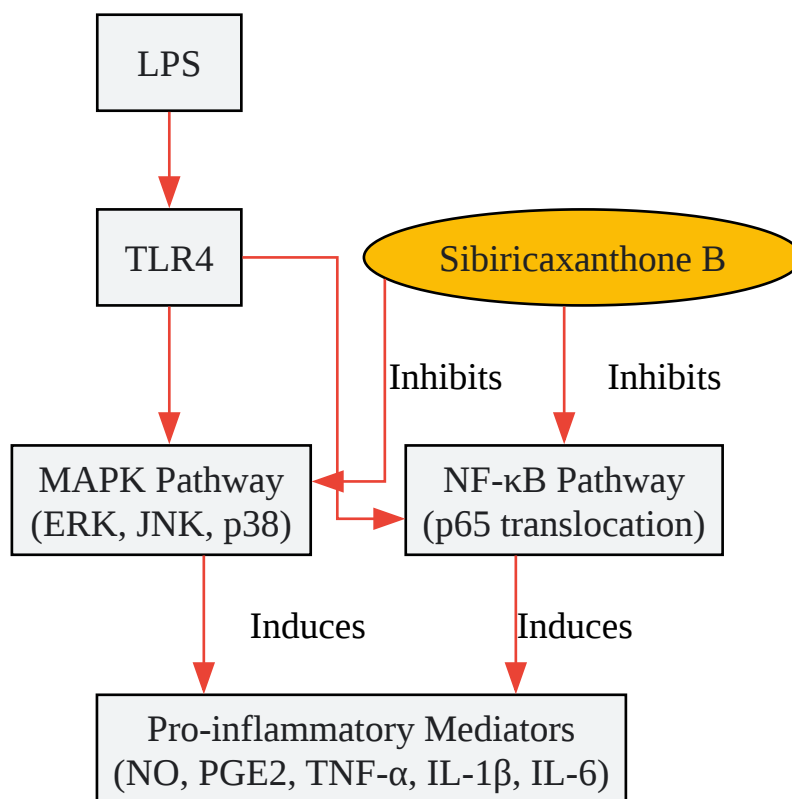 LPS
TLR4
Sibiricaxanthone B
Inhibits
Inhibits
MAPK Pathway
(ERK, JNK, p38)
NF-κB Pathway
(p65 translocation)
Induces
Induces
Pro-inflammatory Mediators
(NO, PGE2, TNF-α, IL-1β, IL-6)